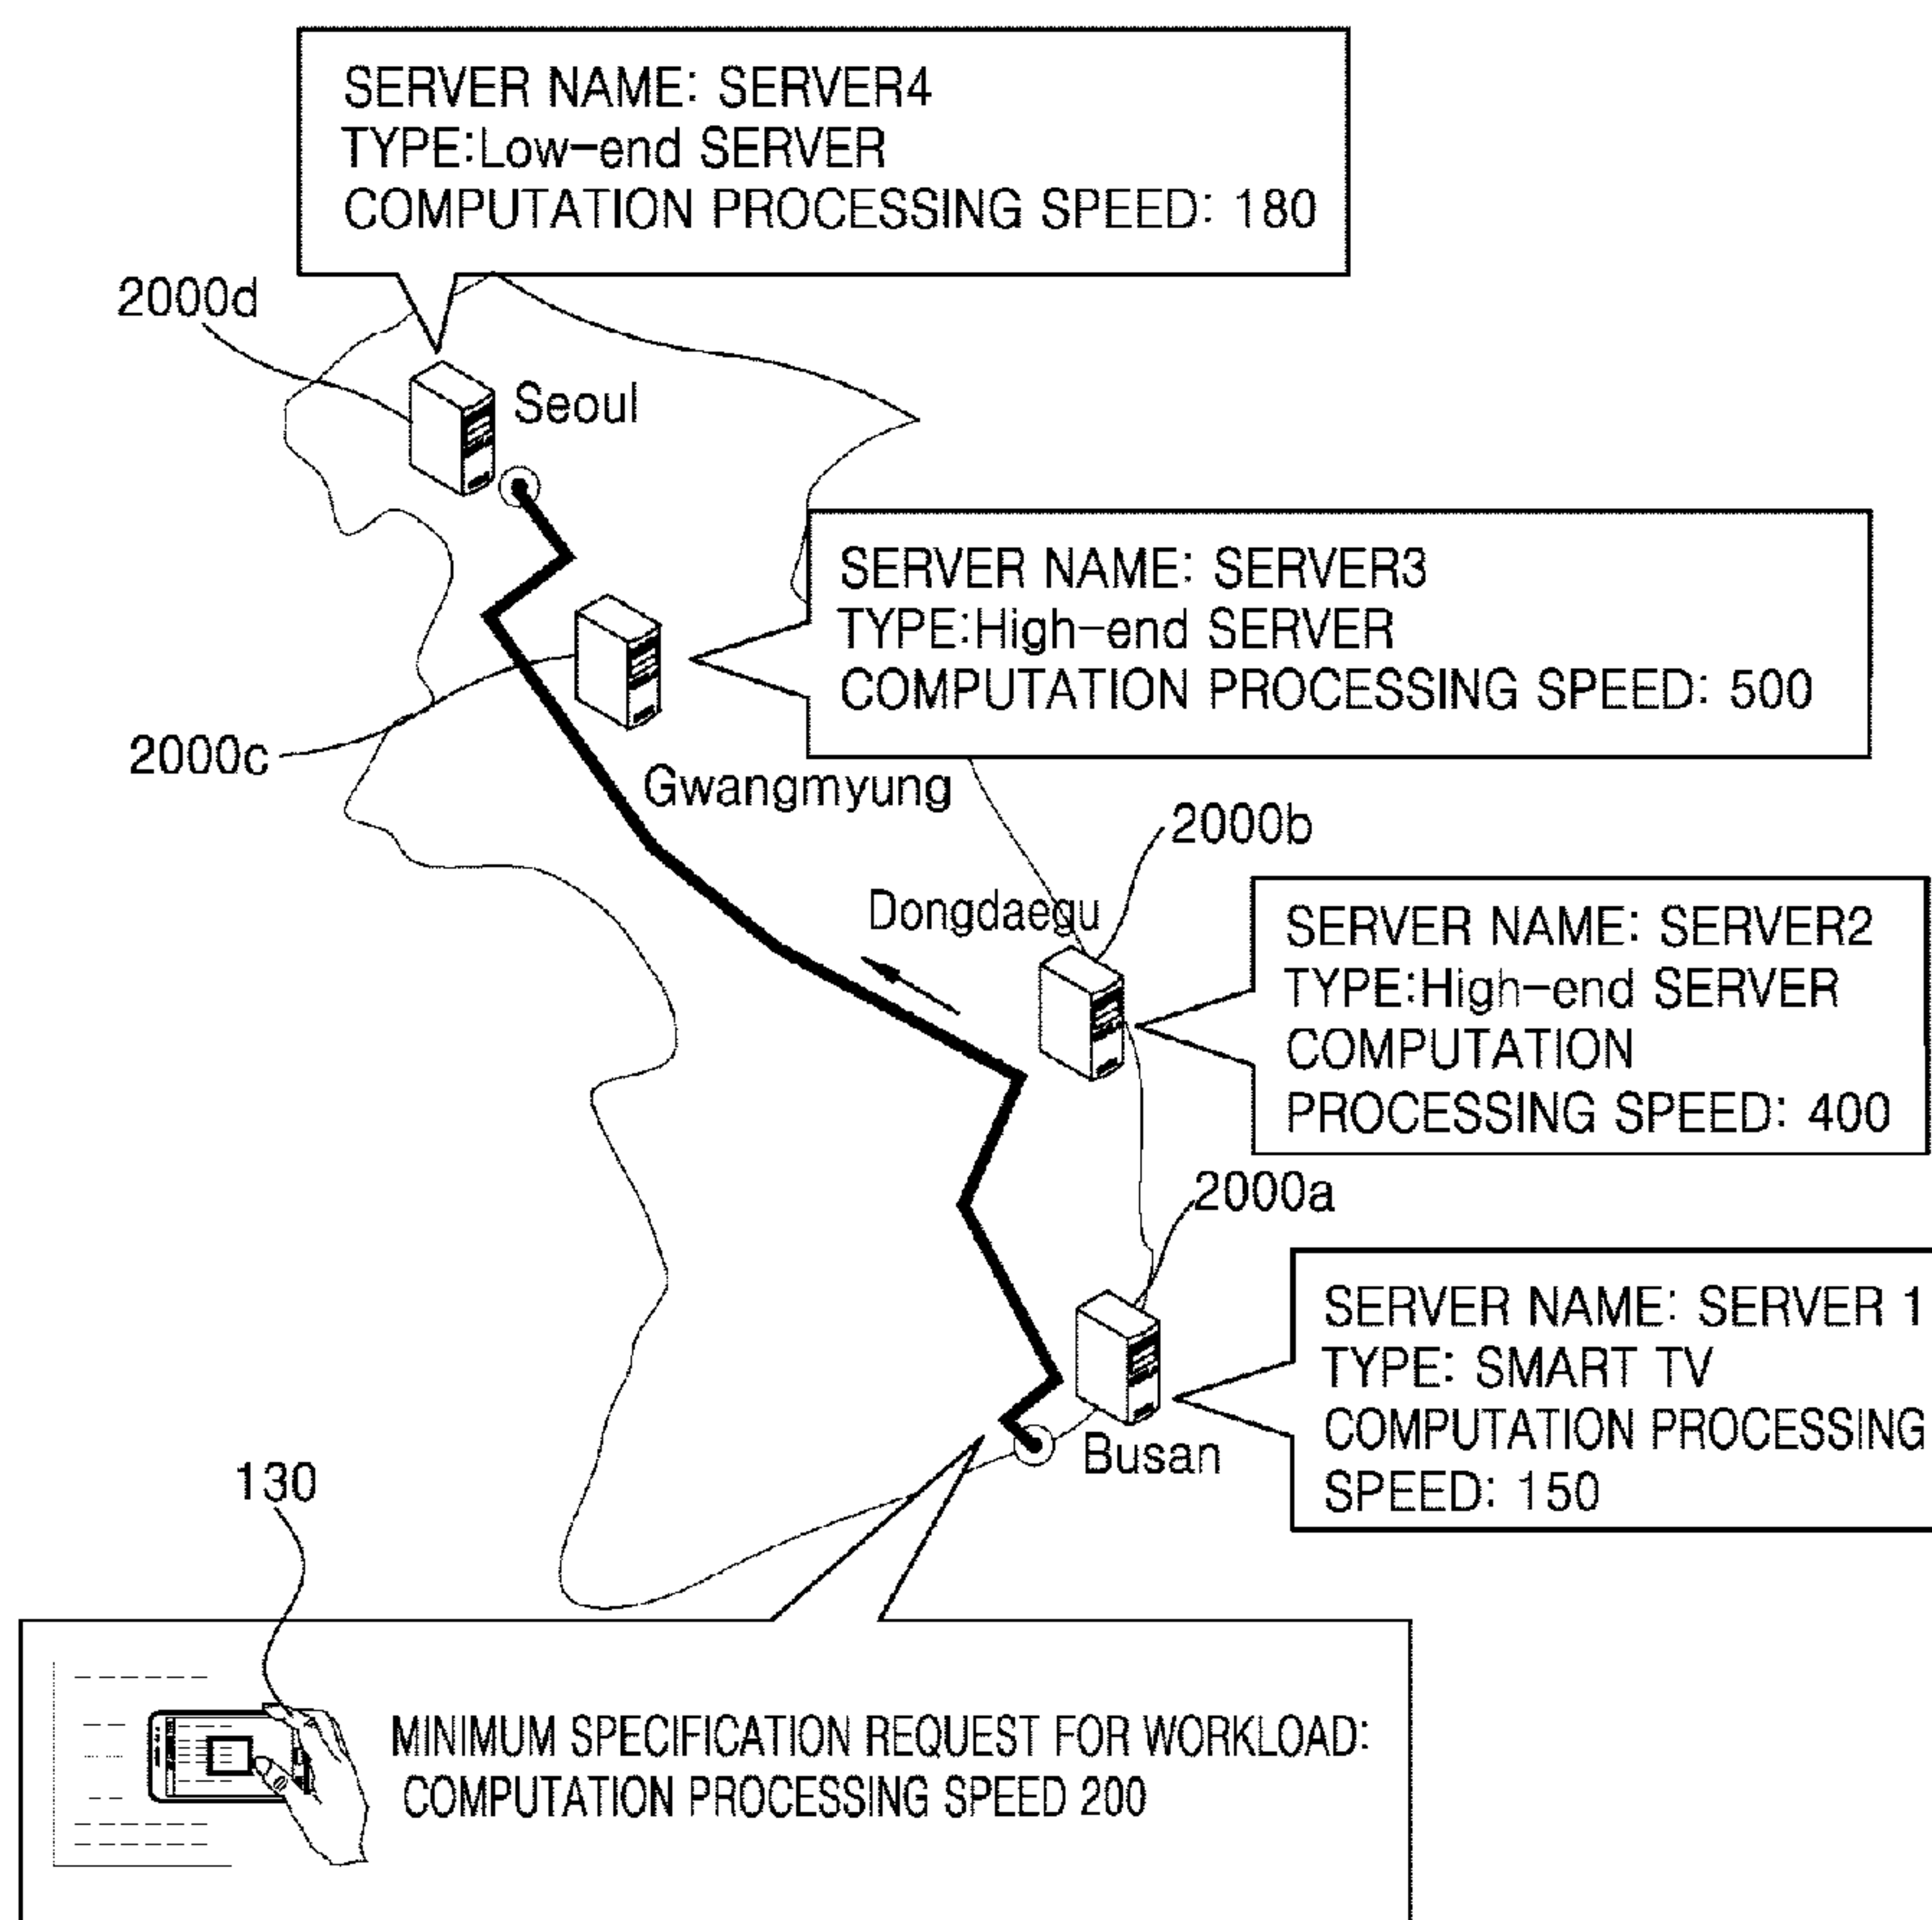 SERVER NAME: SERVER4
TYPE:Low-end SERVER
COMPUTATION PROCESSING SPEED: 180
2000d
Seoul
SERVER NAME: SERVER3
TYPE:High-end SERVER
COMPUTATION PROCESSING SPEED: 500
2000c
Gwangmyung
2000b
Dongdaegu
SERVER NAME: SERVER2
TYPE:High-end SERVER
COMPUTATION
PROCESSING SPEED: 400
2000a
SERVER NAME: SERVER 1
TYPE: SMART TV
COMPUTATION PROCESSING
SPEED: 150
Busan
130
MINIMUM SPECIFICATION REQUEST FOR WORKLOAD:
COMPUTATION PROCESSING SPEED 200